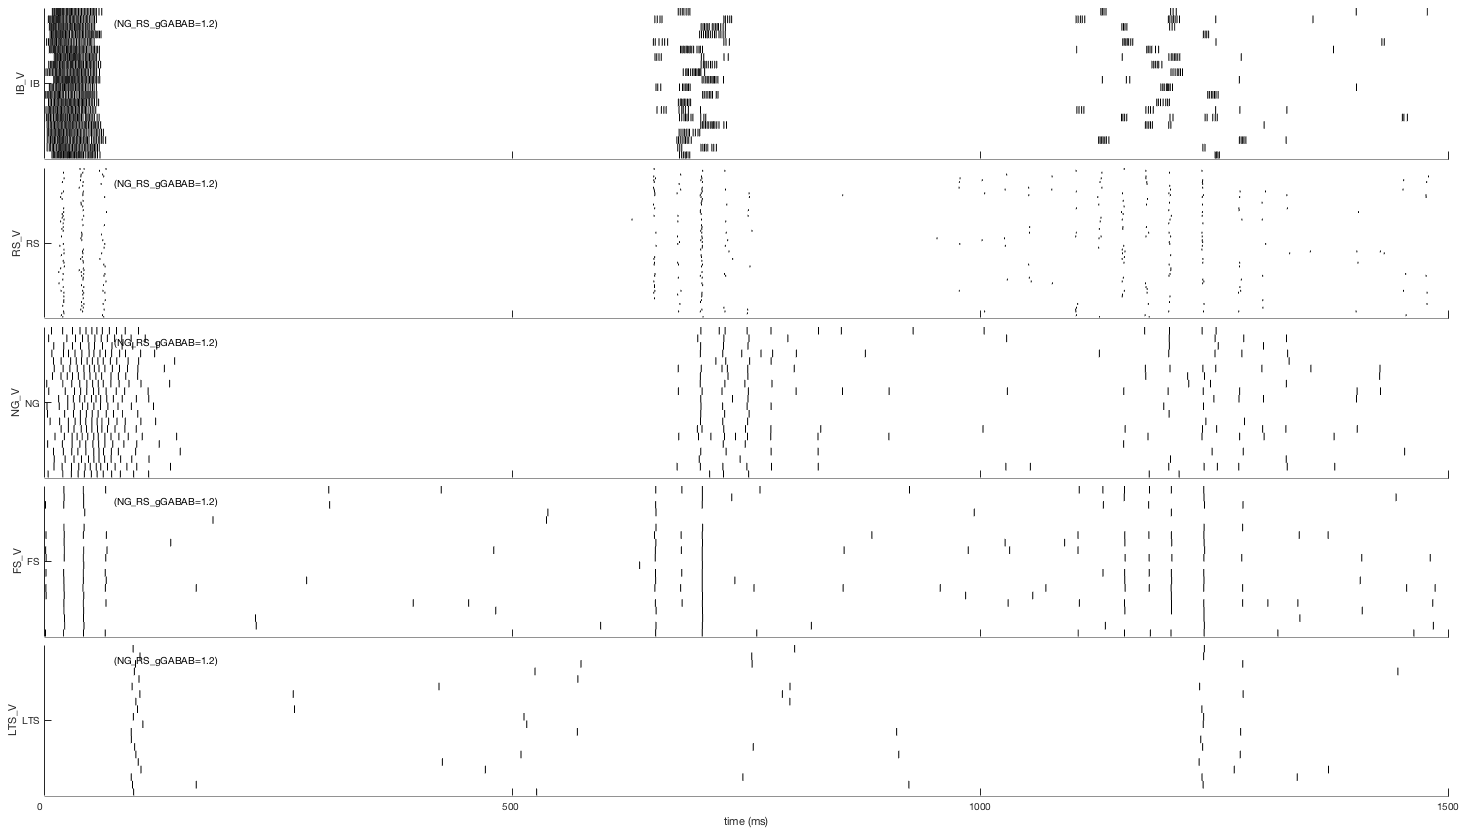 IB_V
IB
(NG_RS_gGABAB=1.2)
RS_V
RS
(NG_RS_gGABAB=1.2)
NG_V
NG
(NG_RS_gGABAB=1.2)
FS_V
FS
(NG_RS_gGABAB=1.2)
LTS_V
LTS
(NG_RS_gGABAB=1.2)
0 500 1000 1500
time (ms)